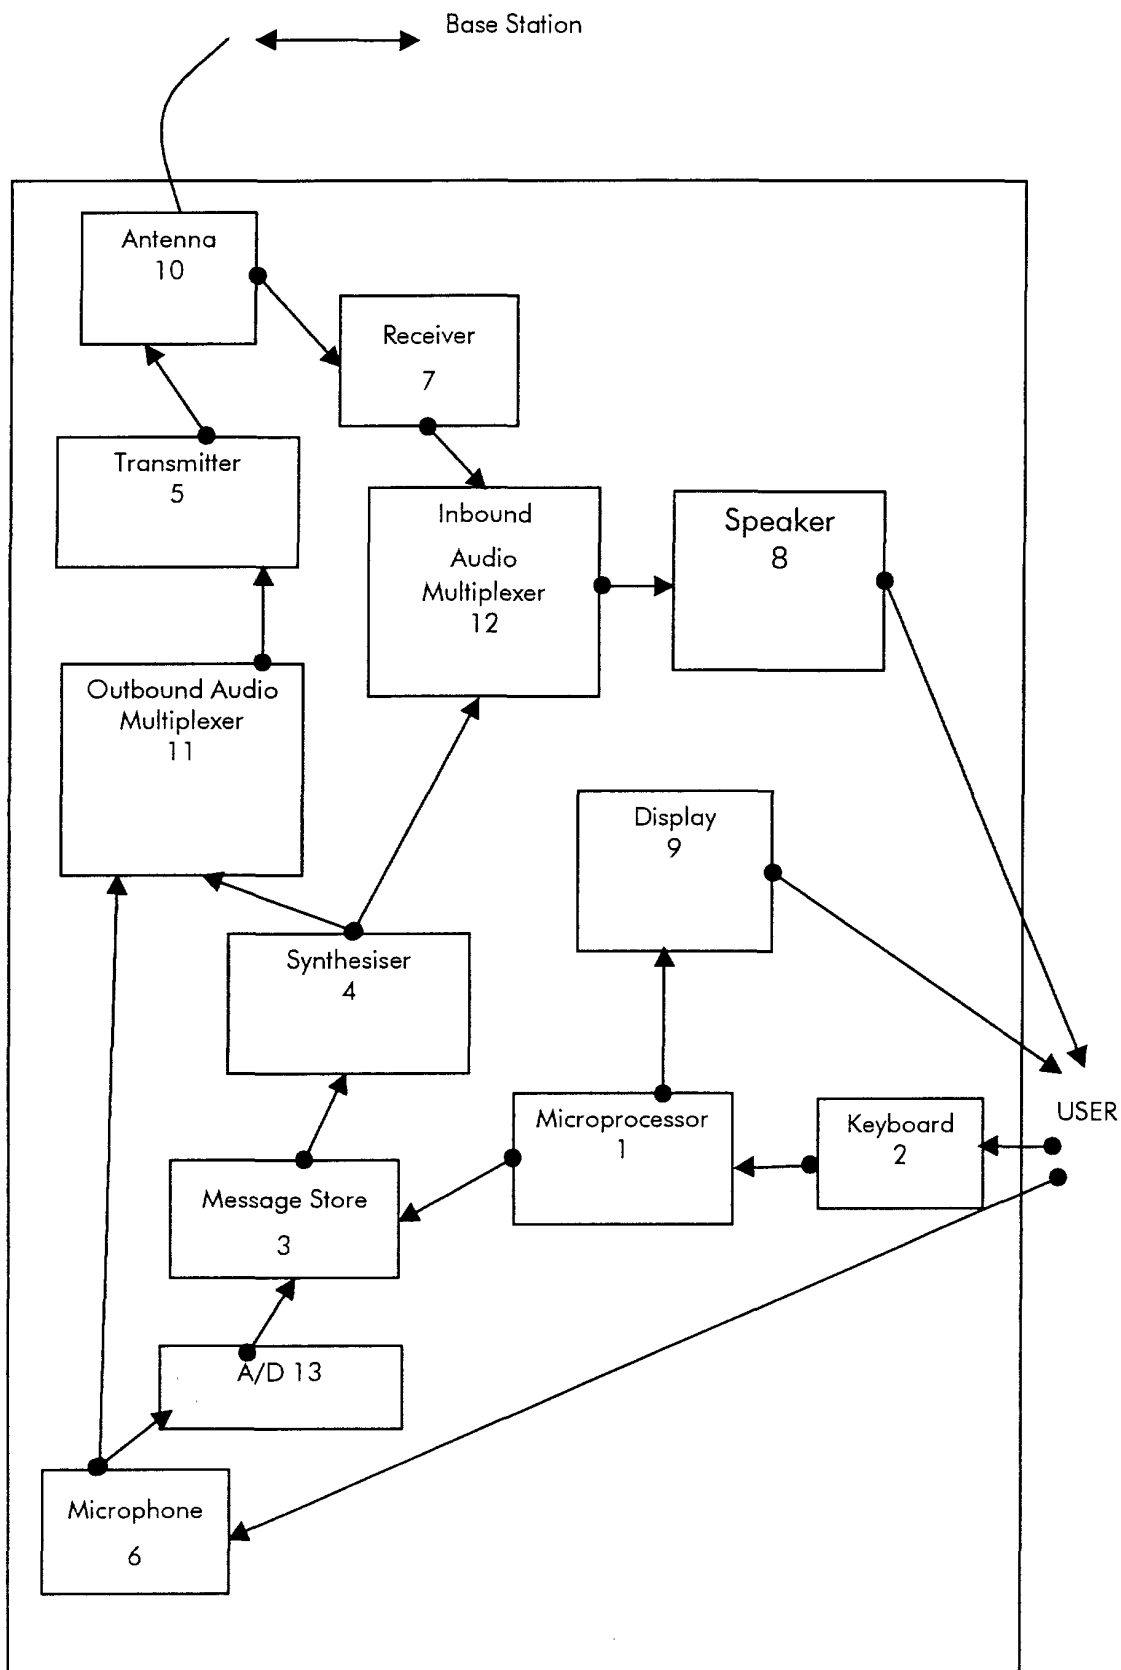 Base Station
Antenna
10
Receiver
7
Transmitter
5
Inbound
Audio
Multiplexer
12
Speaker
8
Outbound Audio
Multiplexer
11
Display
9
Synthesiser
4
Microprocessor
1
Keyboard
2
USER
Message Store
3
A/D 13
Microphone
6